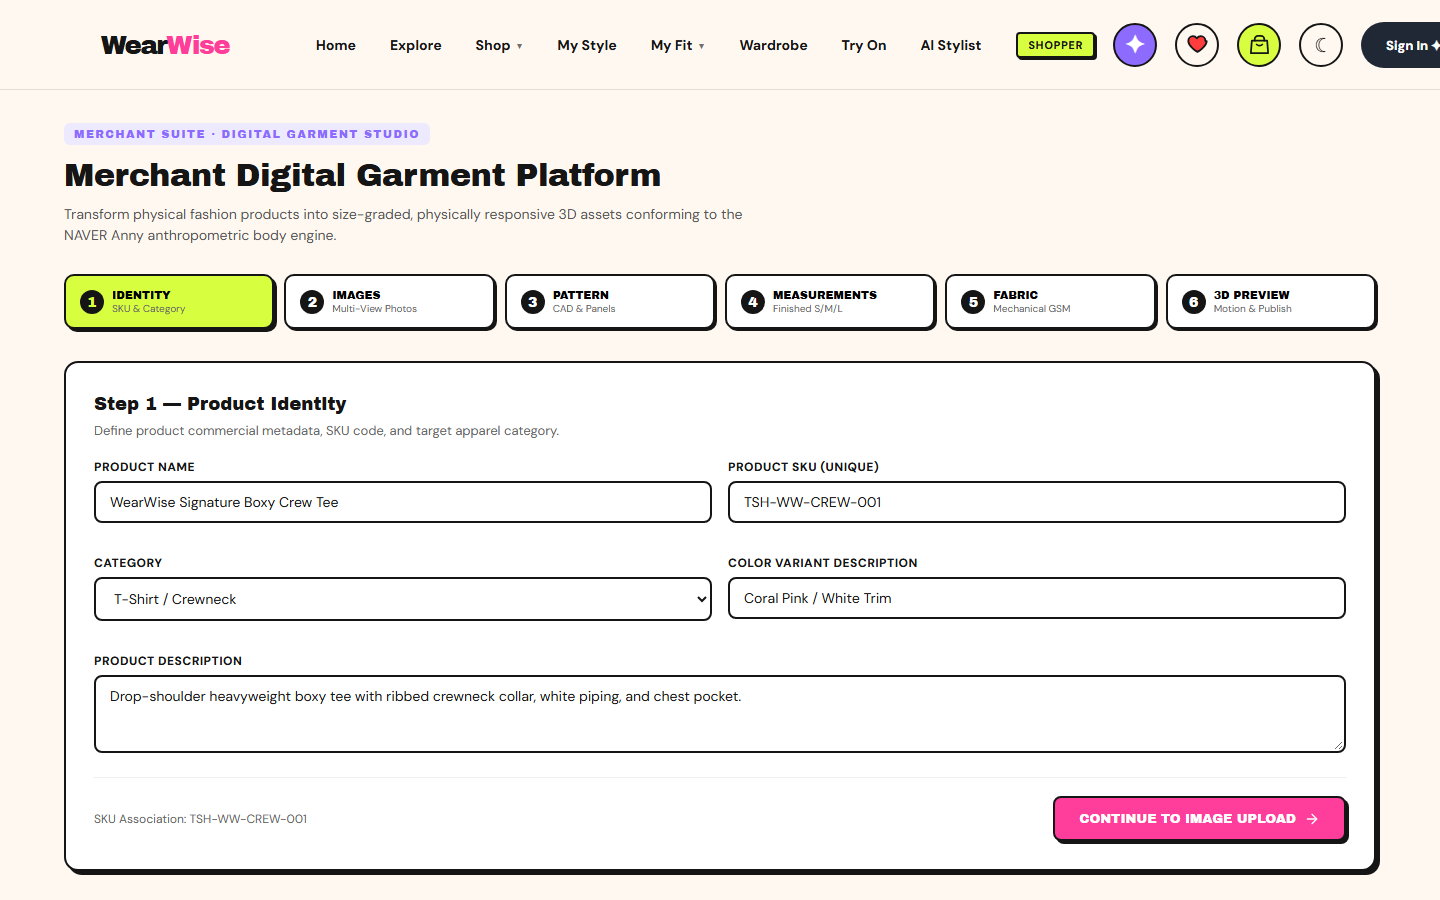 WearWise
Home Explore Shop ▼ My Style My Fit ▼ Wardrobe Try On AI Stylist SHOPPER Sign In ✦
MERCHANT SUITE · DIGITAL GARMENT STUDIO
Merchant Digital Garment Platform
Transform physical fashion products into size-graded, physically responsive 3D assets conforming to the
NAVER Anny anthropometric body engine.
1 IDENTITY
SKU & Category
2 IMAGES
Multi-View Photos
3 PATTERN
CAD & Panels
4 MEASUREMENTS
Finished S/M/L
5 FABRIC
Mechanical GSM
6 3D PREVIEW
Motion & Publish
Step 1 — Product Identity
Define product commercial metadata, SKU code, and target apparel category.
PRODUCT NAME
WearWise Signature Boxy Crew Tee
PRODUCT SKU (UNIQUE)
TSH-WW-CREW-001
CATEGORY
T-Shirt / Crewneck
COLOR VARIANT DESCRIPTION
Coral Pink / White Trim
PRODUCT DESCRIPTION
Drop-shoulder heavyweight boxy tee with ribbed crewneck collar, white piping, and chest pocket.
SKU Association: TSH-WW-CREW-001
CONTINUE TO IMAGE UPLOAD →